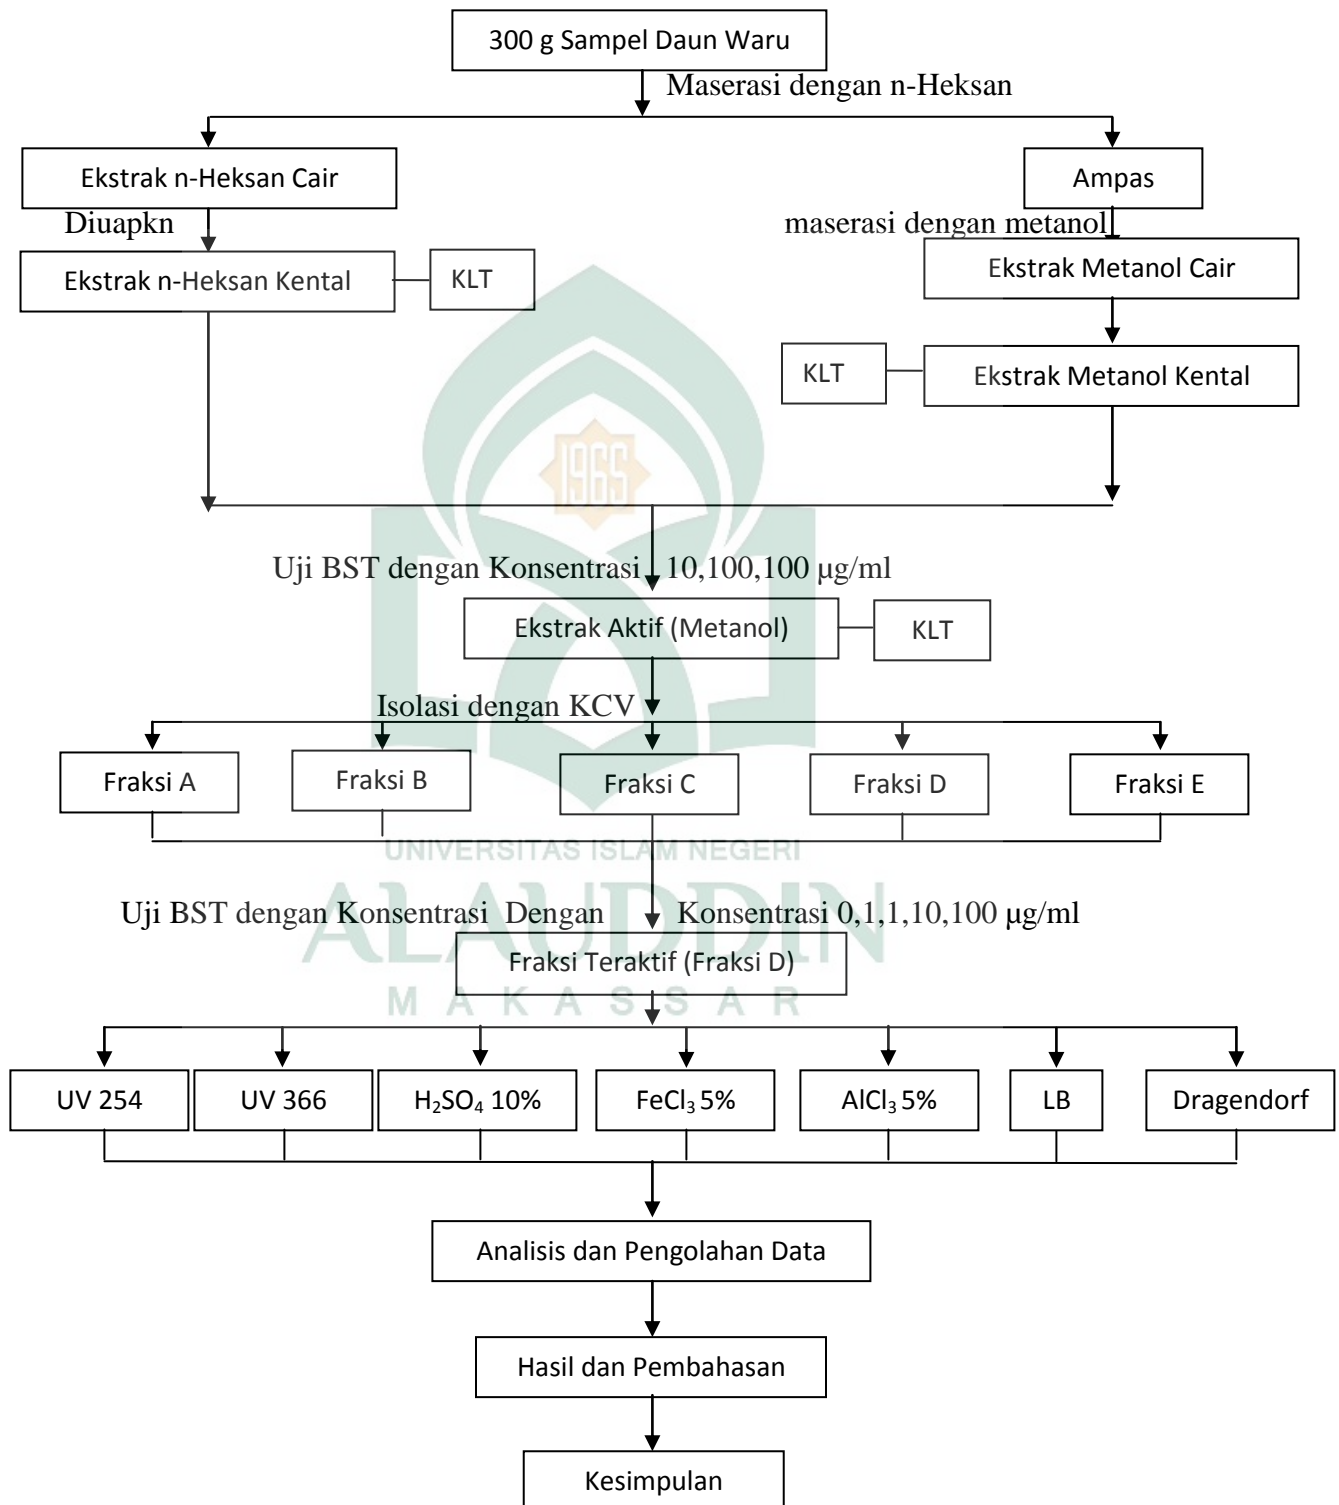 300 g Sampel Daun Waru
Maserasi dengan n-Heksan
Ekstrak n-Heksan Cair
Ampas
Diuapkn
maserasi dengan metanol
Ekstrak n-Heksan Kental
KLT
Ekstrak Metanol Cair
KLT
Ekstrak Metanol Kental
1965
Uji BST dengan Konsentrasi 10,100,100 μg/ml
Ekstrak Aktif (Metanol)
KLT
Isolasi dengan KCV
Fraksi A
Fraksi B
Fraksi C
Fraksi D
Fraksi E
UNIVERSITAS ISLAM NEGERI
ALAUDDIN
MAKASSAR
Uji BST dengan Konsentrasi Dengan Konsentrasi 0,1,1,10,100 μg/ml
Fraksi Teraktif (Fraksi D)
UV 254
UV 366
H₂SO₄ 10%
FeCl₃ 5%
AlCl₃ 5%
LB
Dragendorf
Analisis dan Pengolahan Data
Hasil dan Pembahasan
Kesimpulan